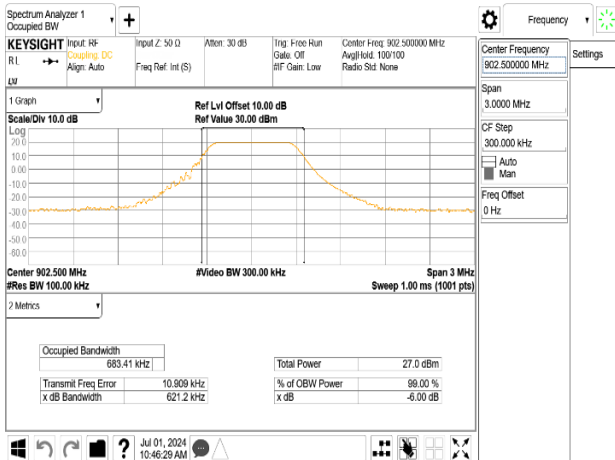 Spectrum Analyzer 1
Occupied BW
Frequency
KEYSIGHT
Input: RF
Coupling: DC
Align: Auto
Input Z: 50 Ω
Freq Ref: Int (S)
Atten: 30 dB
Trig: Free Run
Gate: Off
#IF Gain: Low
Center Freq: 902.500000 MHz
Avg|Hold: 100/100
Radio Std: None
RL
LXI
Center Frequency
902.500000 MHz
Settings
Span
3.0000 MHz
CF Step
300.000 kHz
Auto
Man
Freq Offset
0 Hz
1 Graph
Scale/Div 10.0 dB
Ref Lvl Offset 10.00 dB
Ref Value 30.00 dBm
Log
20.0
10.0
0.00
-10.0
-20.0
-30.0
-40.0
-50.0
-60.0
Center 902.500 MHz
#Res BW 100.00 kHz
#Video BW 300.00 kHz
Span 3 MHz
Sweep 1.00 ms (1001 pts)
2 Metrics
Occupied Bandwidth
683.41 kHz
Total Power 27.0 dBm
Transmit Freq Error 10.909 kHz
% of OBW Power 99.00 %
x dB Bandwidth 621.2 kHz
x dB -6.00 dB
Jul 01, 2024
10:46:29 AM